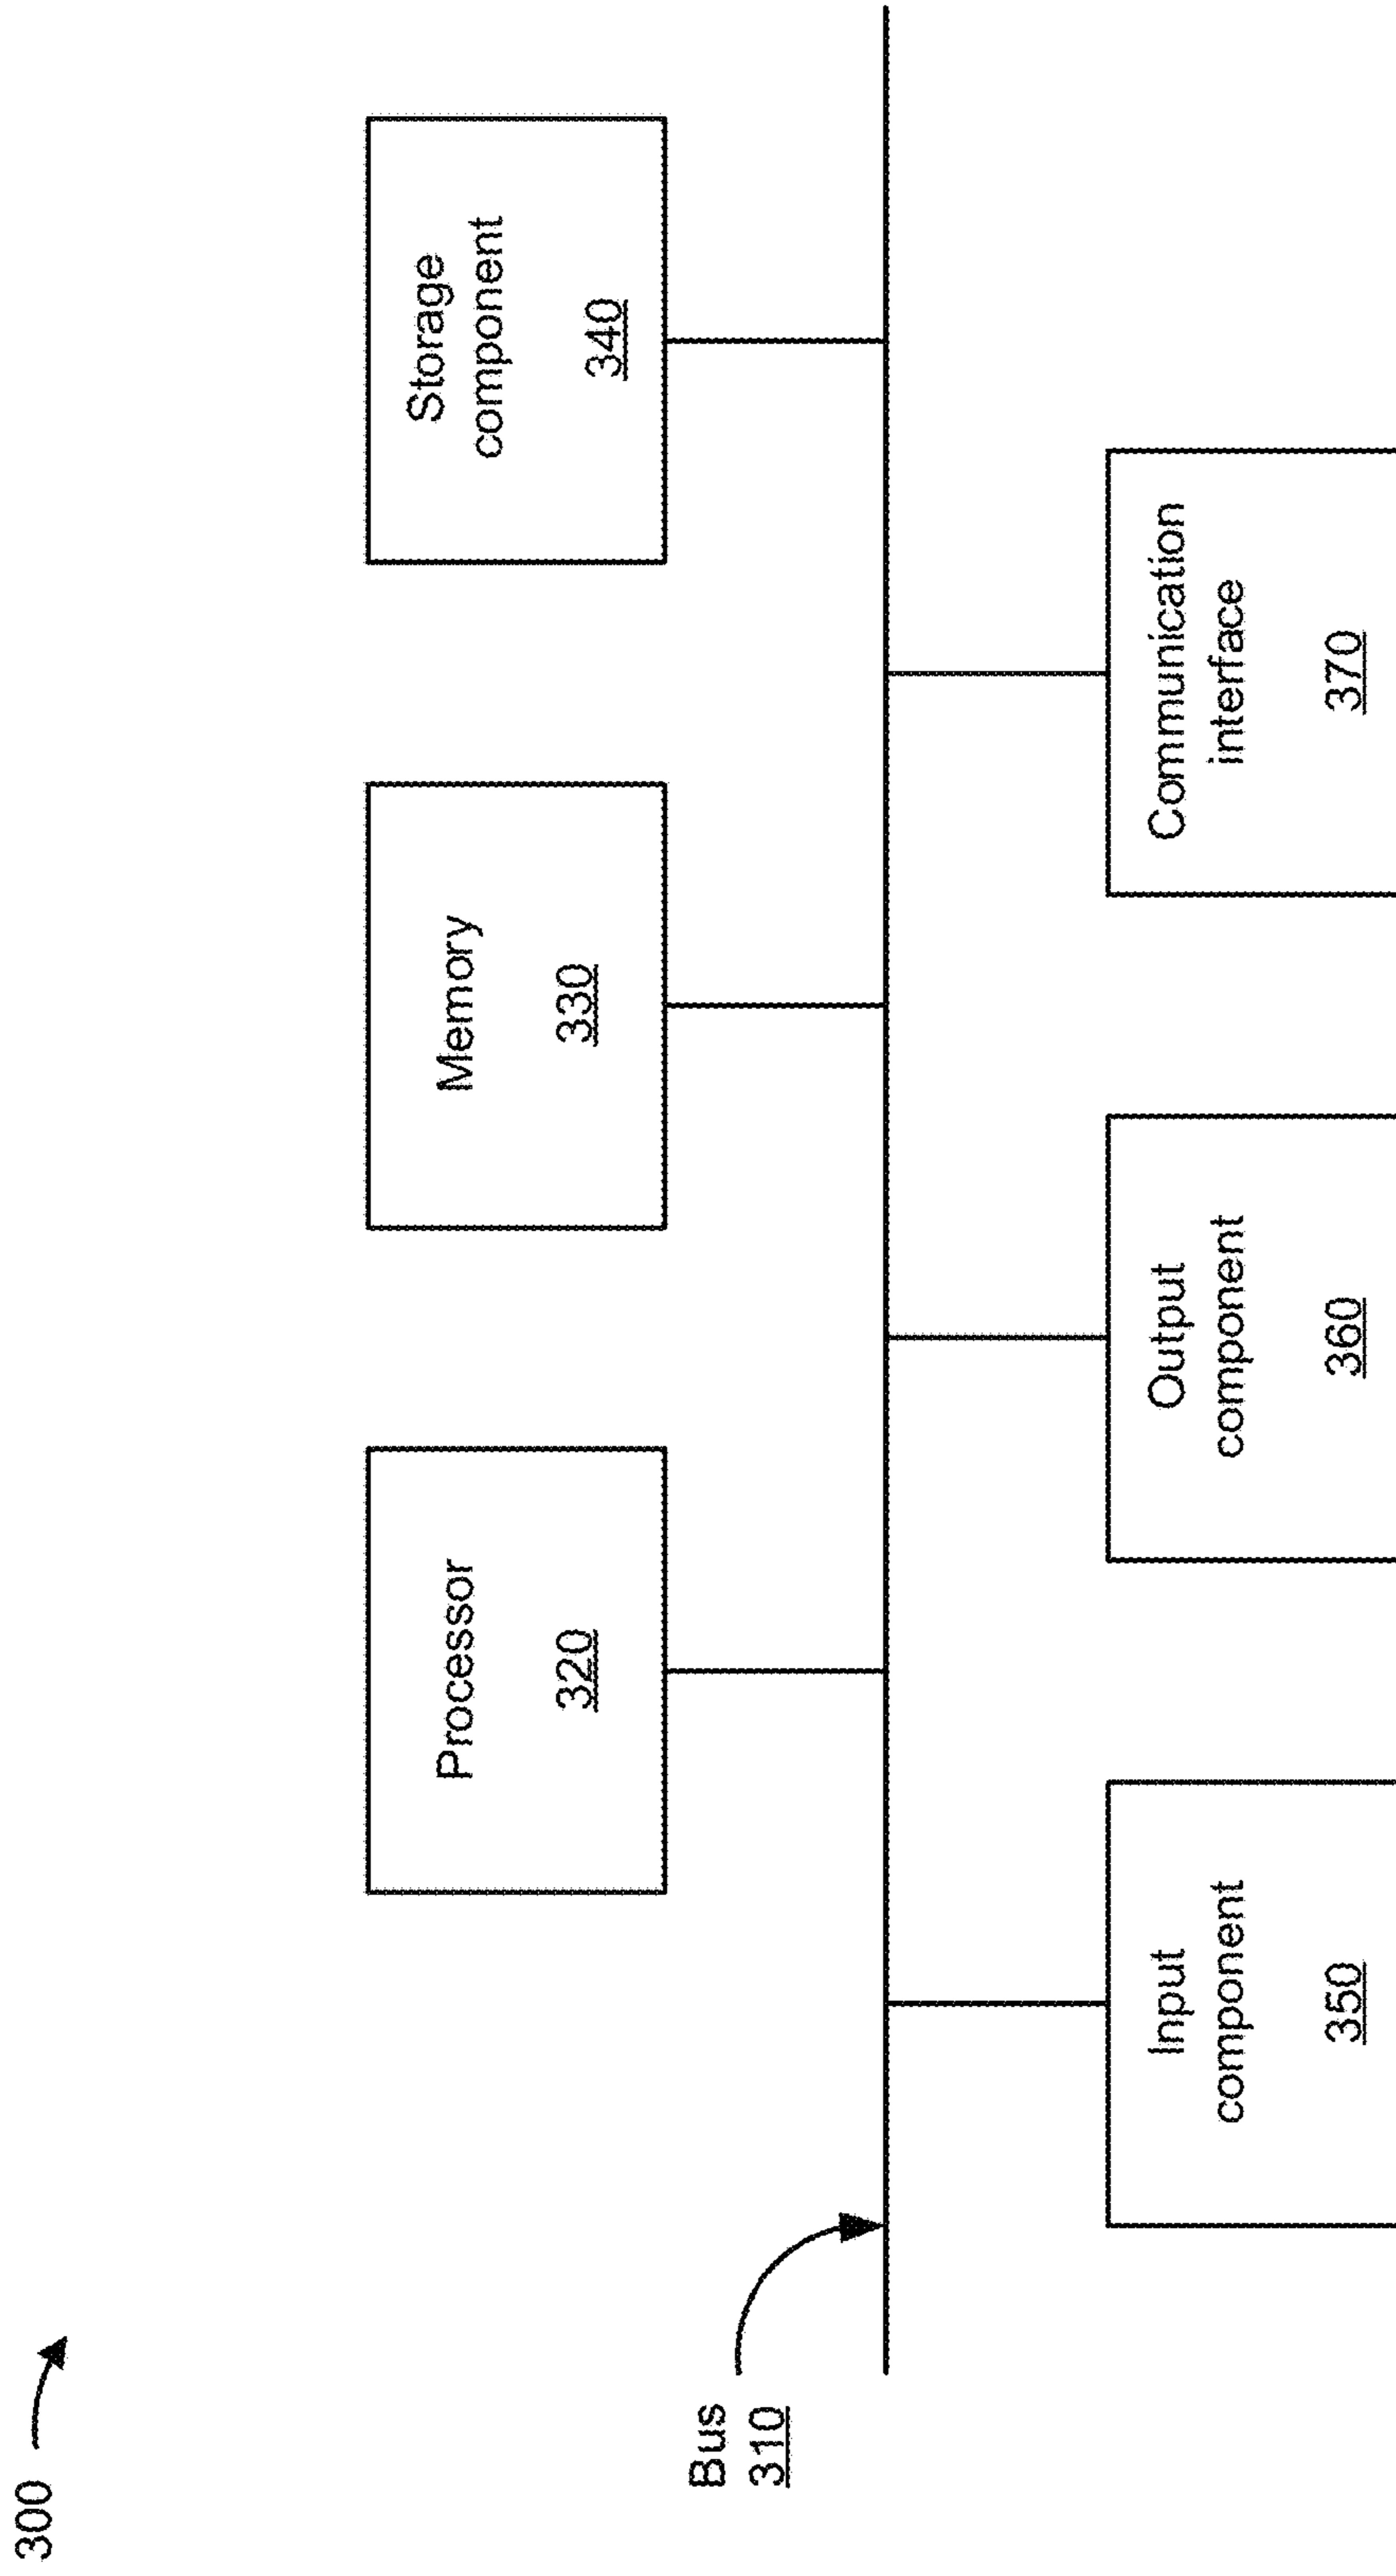 300
Processor
320
Memory
330
Storage
component
340
Bus
310
Input
component
350
Output
component
360
Communication
interface
370